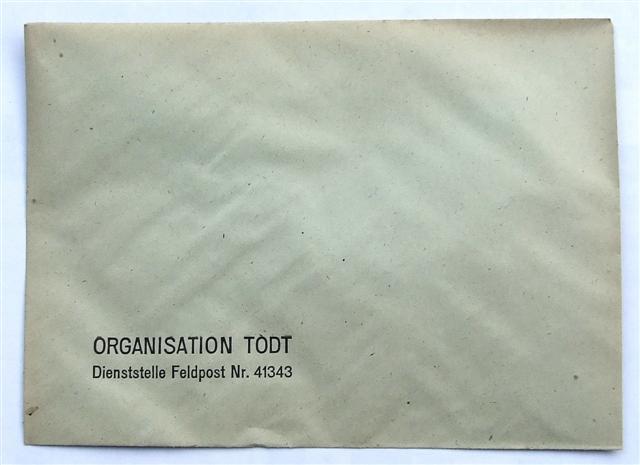 ORGANISATION TODT
Dienststelle Feldpost Nr. 41343